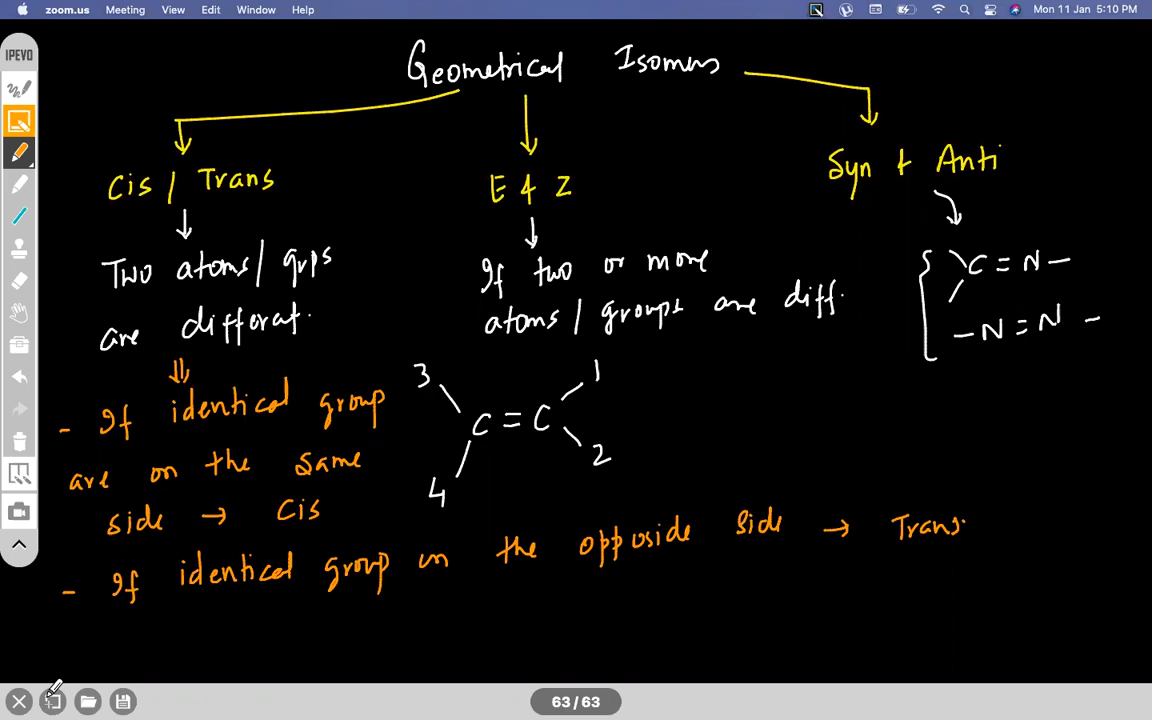 zoom.us Meeting View Edit Window Help Mon 11 Jan 5:10 PM
IPEVO
Geometrical Isomers
Cis / Trans
E & Z
Syn & Anti
Two atoms / grps
are differat.
If two or more
atoms / groups are diff.
C = N -
- N = N -
3 1
C = C
4 2
- If identical group
are on the same
side → Cis
- If identical group on the opposide side → Trans.
63/63